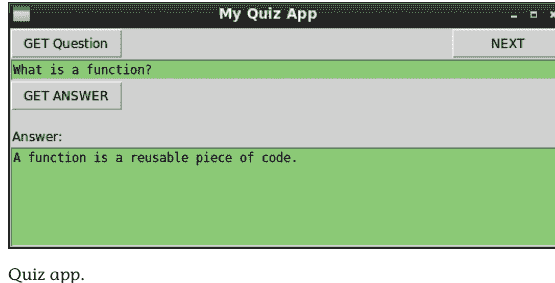 My Quiz App
GET Question
NEXT
What is a function?
GET ANSWER
Answer:
A function is a reusable piece of code.
Quiz app.